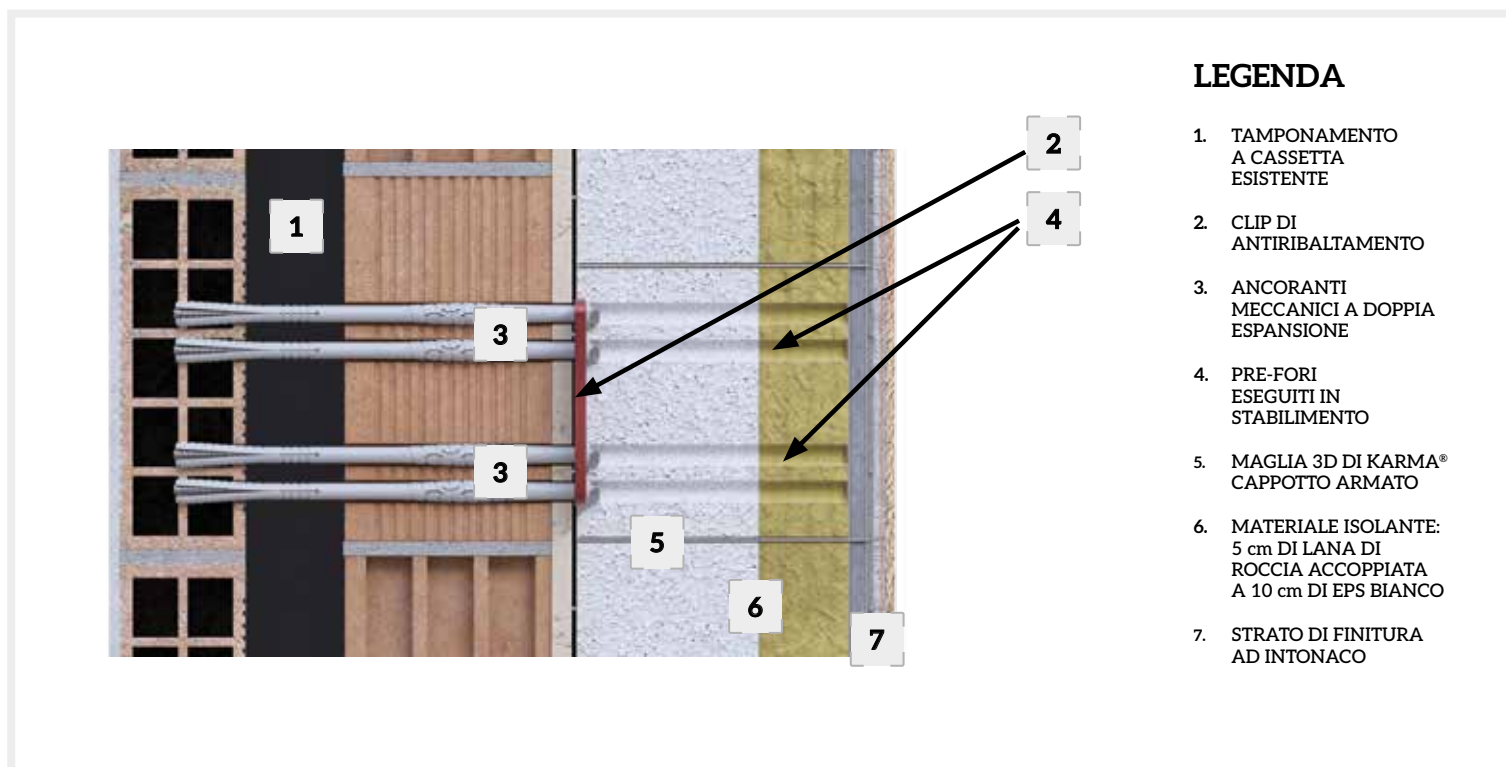 LEGENDA
1. TAMPONAMENTO
A CASSETTA
ESISTENTE
2. CLIP DI
ANTIRIBALTAMENTO
3. ANCORANTI
MECCANICI A DOPPIA
ESPANSIONE
4. PRE-FORI
ESEGUITI IN
STABILIMENTO
5. MAGLIA 3D DI KARMA®
CAPPOTTO ARMATO
6. MATERIALE ISOLANTE:
5 cm DI LANA DI
ROCCIA ACCOPPIATA
A 10 cm DI EPS BIANCO
7. STRATO DI FINITURA
AD INTONACO
2
4
1
3
3
5
6
7